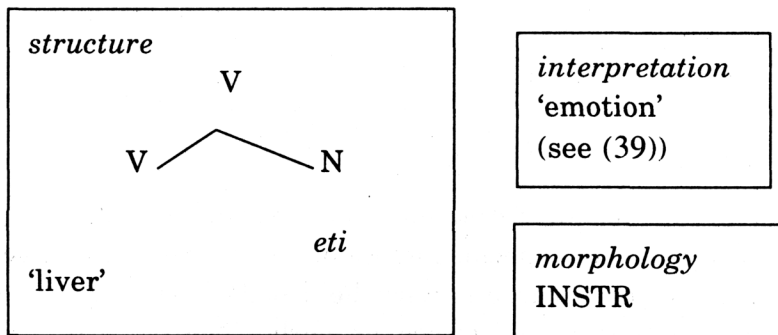 structure
V
V N
eti
‘liver’
interpretation
‘emotion’
(see (39))
morphology
INSTR